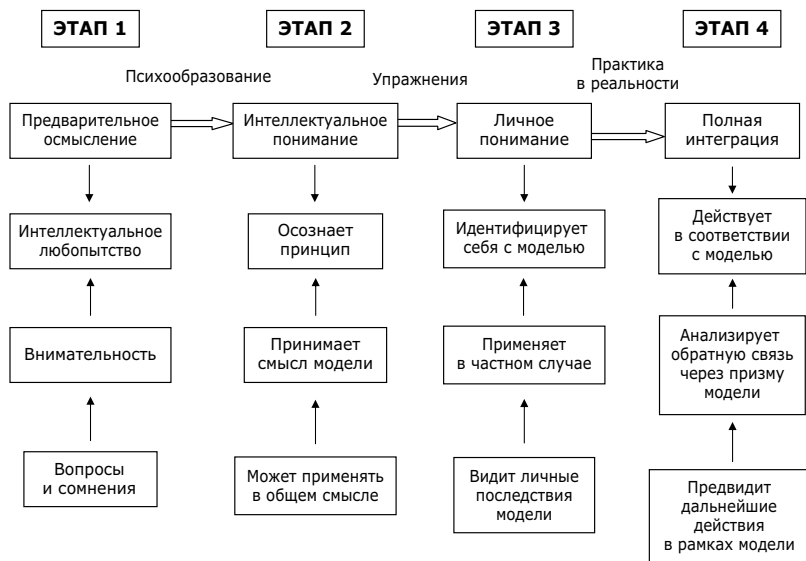 ЭТАП 1
ЭТАП 2
ЭТАП 3
ЭТАП 4
Психообразование
Упражнения
Практика
в реальности
Предварительное
осмысление
Интеллектуальное
понимание
Личное
понимание
Полная
интеграция
Интеллектуальное
любопытство
Осознает
принцип
Идентифицирует
себя с моделью
Действует
в соответствии
с моделью
Внимательность
Принимает
смысл модели
Применяет
в частном случае
Анализирует
обратную связь
через призму
модели
Вопросы
и сомнения
Может применять
в общем смысле
Видит личные
последствия
модели
Предвидит
дальнейшие
действия
в рамках модели